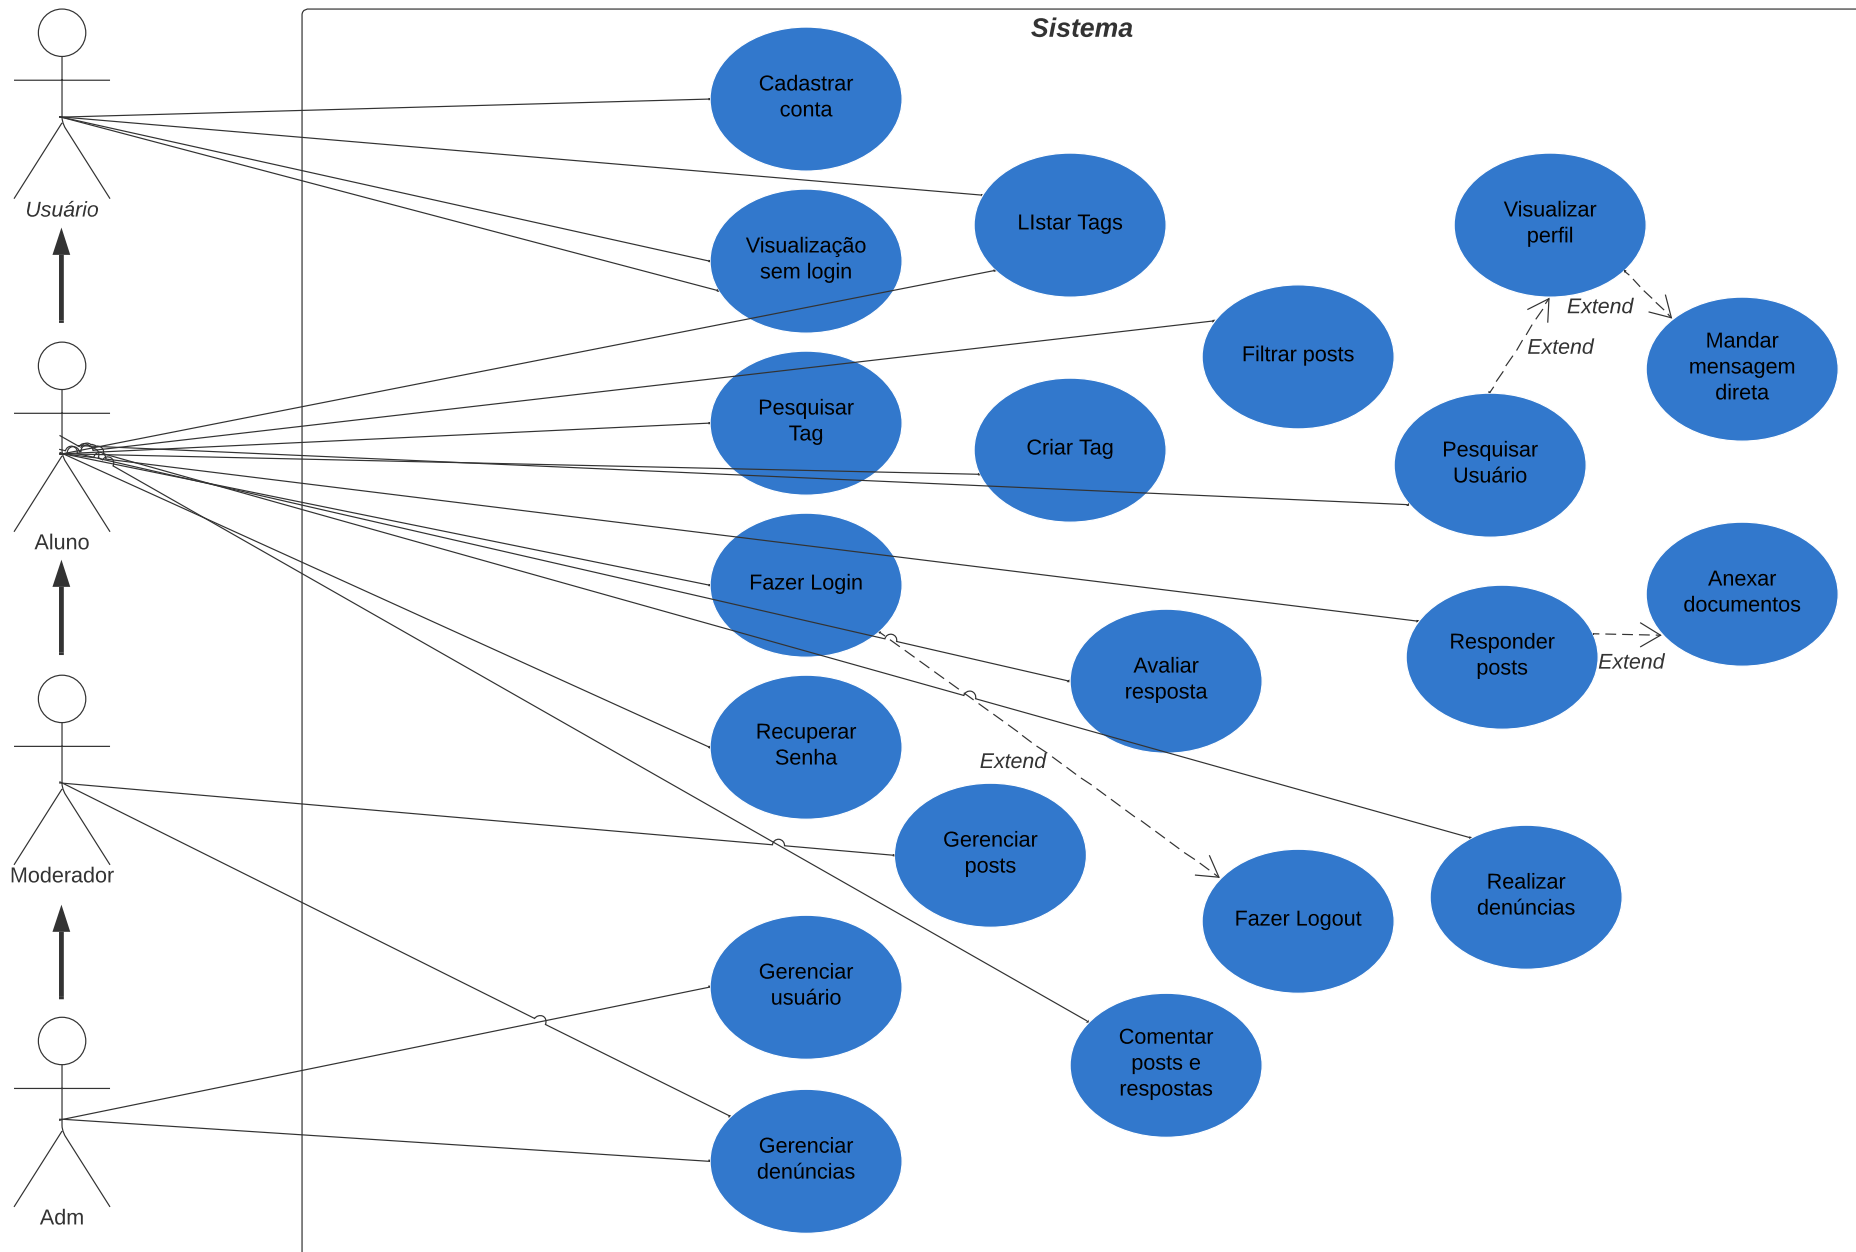 Sistema
Cadastrar
conta
Usuário
Visualização
sem login
LIstar Tags
Visualizar
perfil
Extend
Extend
Mandar
mensagem
direta
Filtrar posts
Pesquisar
Tag
Criar Tag
Pesquisar
Usuário
Aluno
Fazer Login
Anexar
documentos
Responder
posts
Extend
Avaliar
resposta
Recuperar
Senha
Extend
Moderador
Gerenciar
posts
Fazer Logout
Realizar
denúncias
Gerenciar
usuário
Comentar
posts e
respostas
Gerenciar
denúncias
Adm